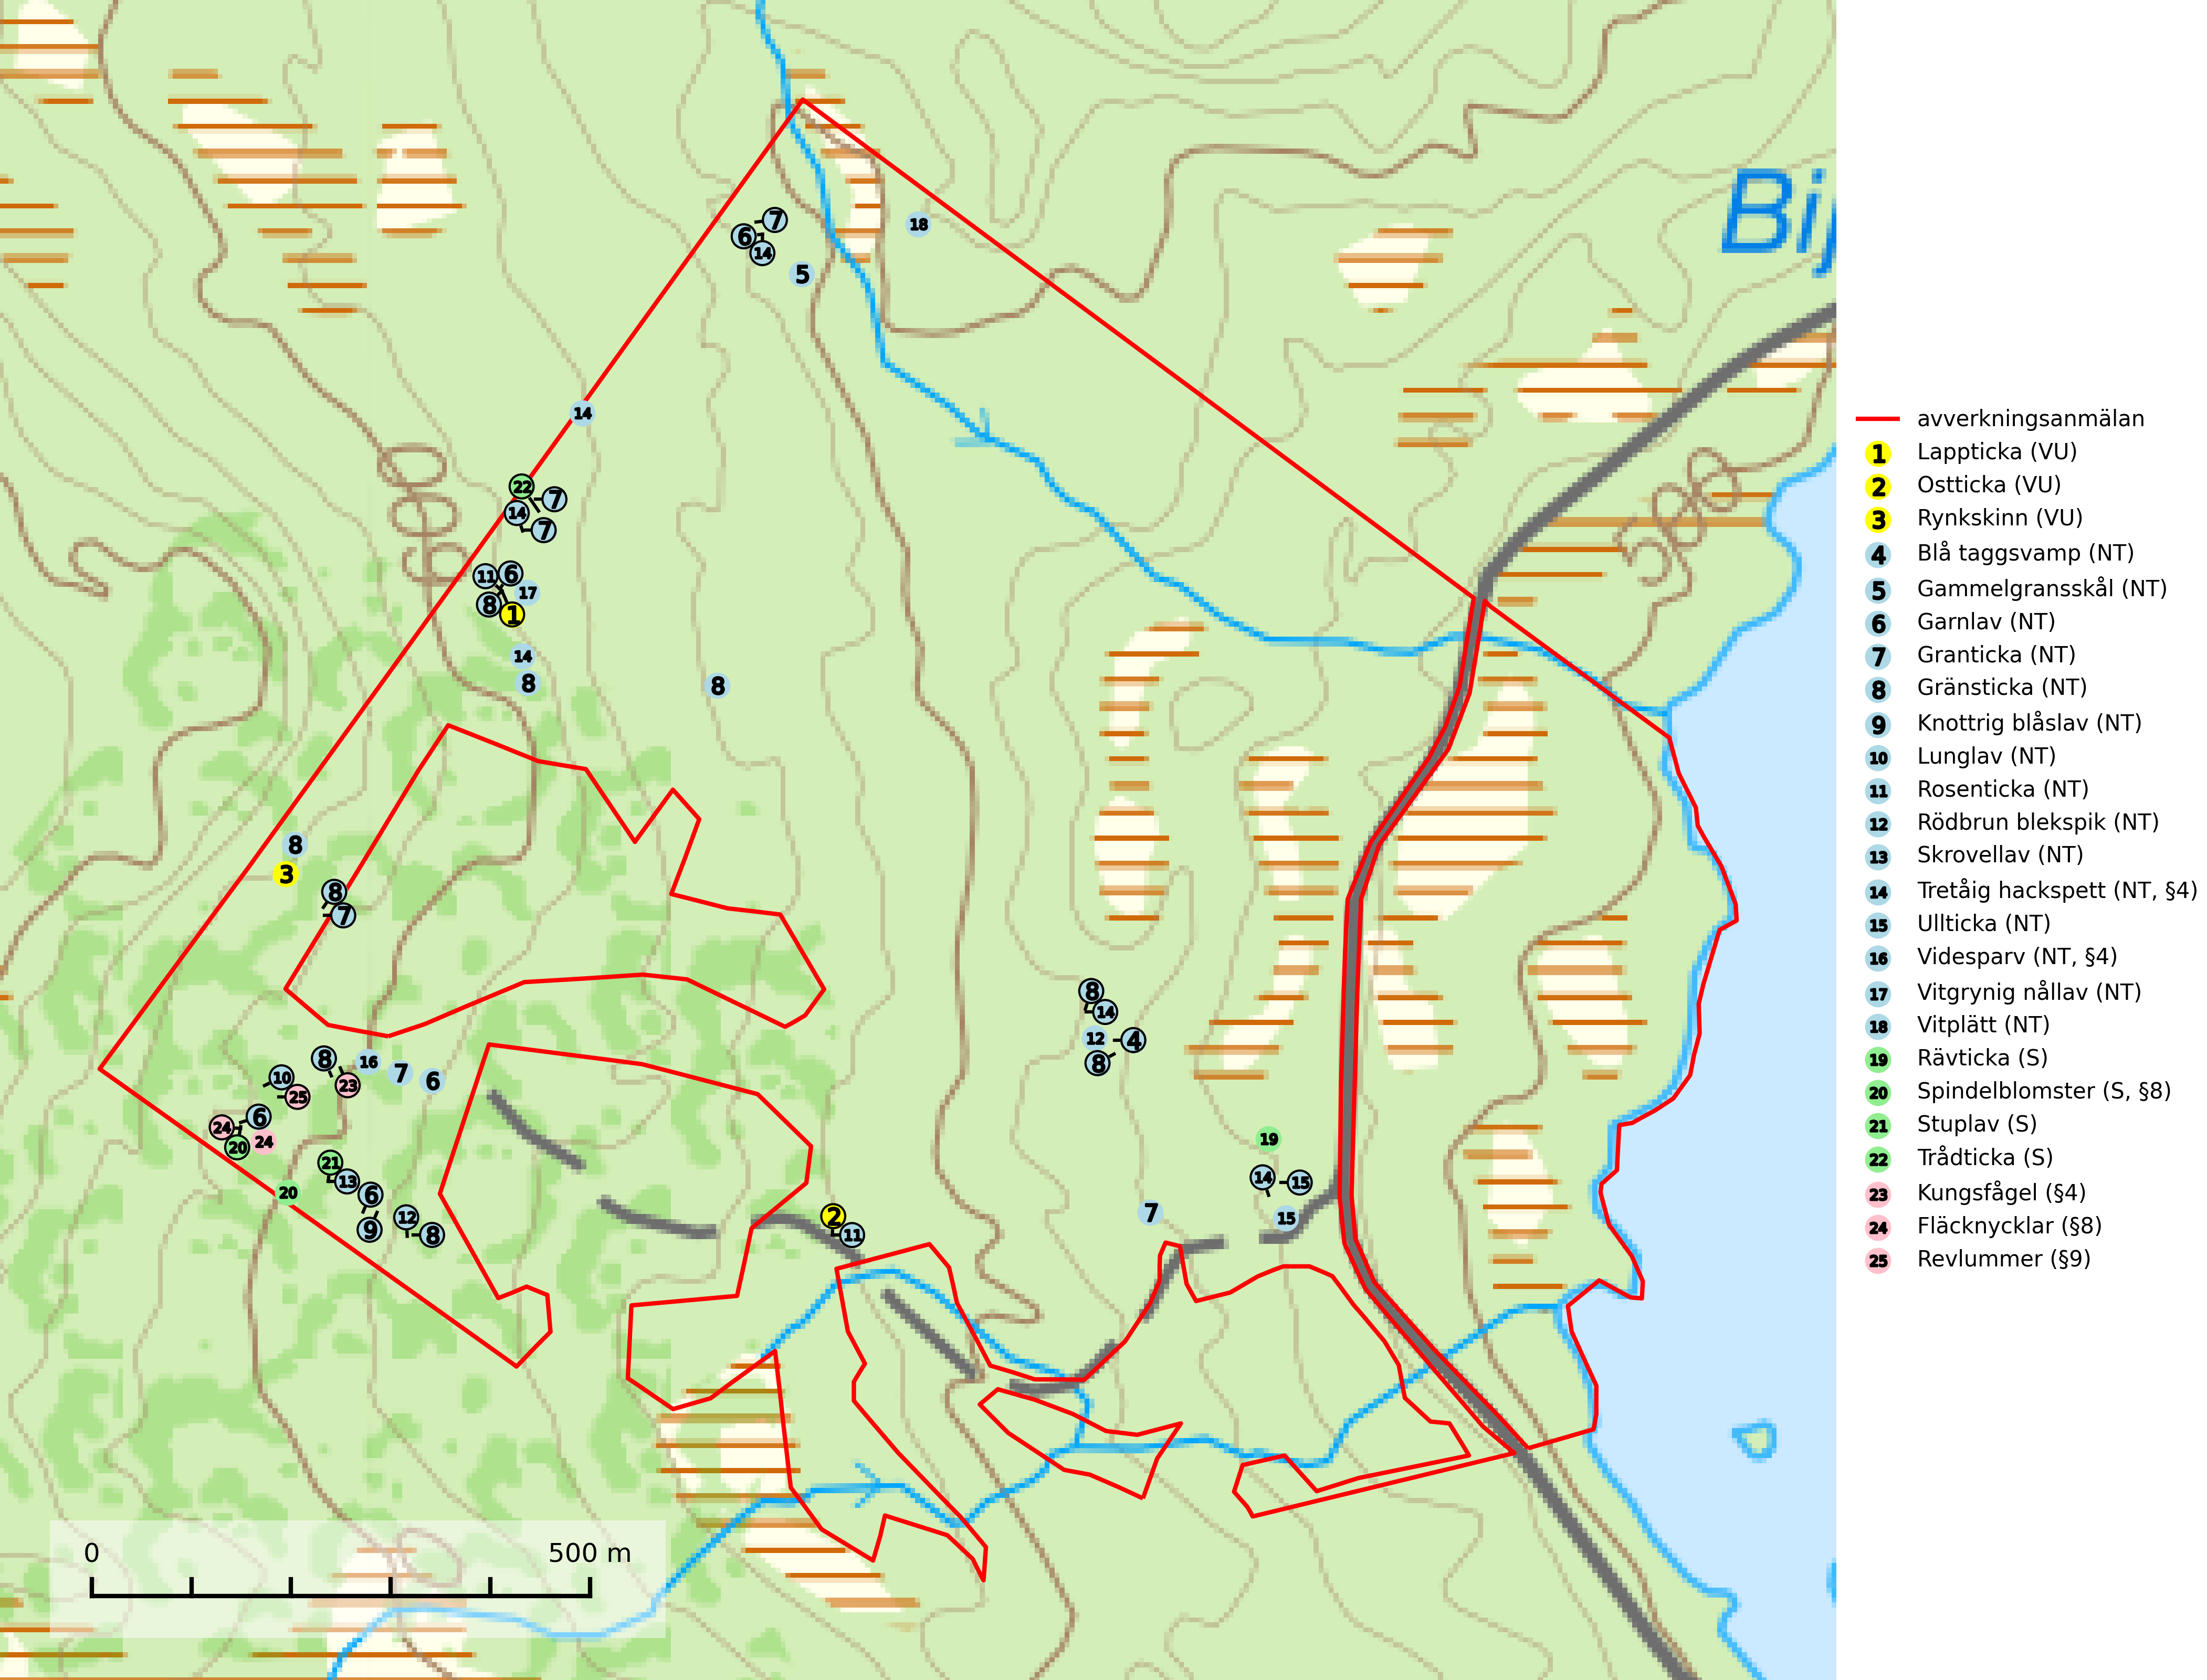 Bij
360
300
7
6
14
5
18
14
22
7
14
7
11
6
17
8
1
14
8
8
8
3
8
7
8
14
12
4
8
8
16
7
6
10
23
25
6
24
24
20
19
21
13
14
15
20
6
12
9
8
2
11
7
15
0 500 m
avverkningsanmälan
1 Lappticka (VU)
2 Ostticka (VU)
3 Rynkskinn (VU)
4 Blå taggsvamp (NT)
5 Gammelgransskål (NT)
6 Garnlav (NT)
7 Granticka (NT)
8 Gränsticka (NT)
9 Knottrig blåslav (NT)
10 Lunglav (NT)
11 Rosenticka (NT)
12 Rödbrun blekspik (NT)
13 Skrovellav (NT)
14 Tretåig hackspett (NT, §4)
15 Ullticka (NT)
16 Videsparv (NT, §4)
17 Vitgrynig nållav (NT)
18 Vitplätt (NT)
19 Rävticka (S)
20 Spindelblomster (S, §8)
21 Stuplav (S)
22 Trådticka (S)
23 Kungsfågel (§4)
24 Fläcknycklar (§8)
25 Revlummer (§9)